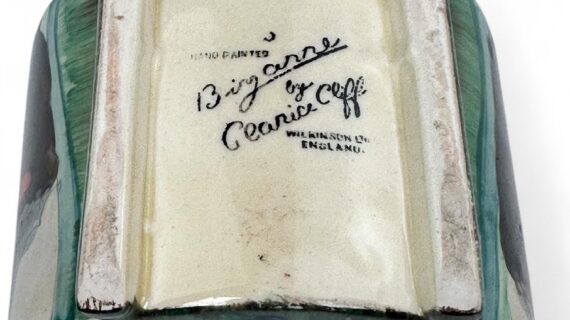 HAND PAINTED
Bizarre
by
Clarice Cliff
WILKINSON LTD
ENGLAND.